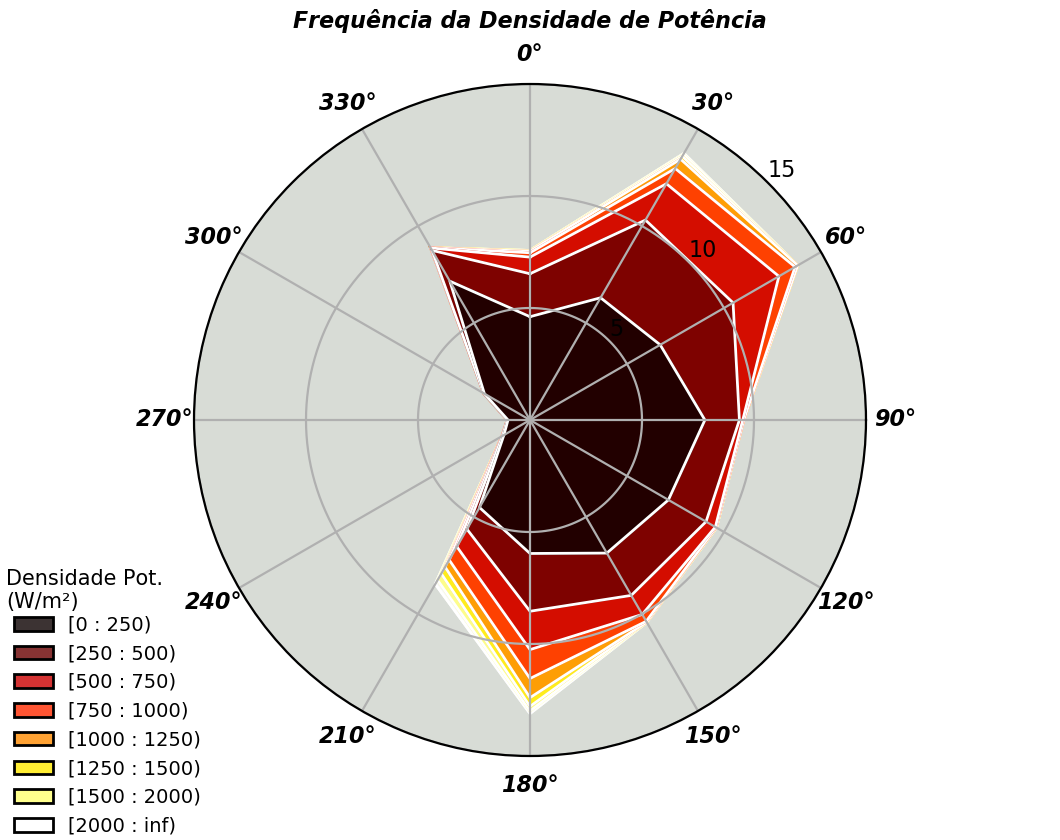 Frequência da Densidade de Potência
0°
330°
30°
15
300°
60°
10
5
270°
90°
240°
120°
210°
150°
180°
Densidade Pot.
(W/m²)
[0 : 250)
[250 : 500)
[500 : 750)
[750 : 1000)
[1000 : 1250)
[1250 : 1500)
[1500 : 2000)
[2000 : inf)